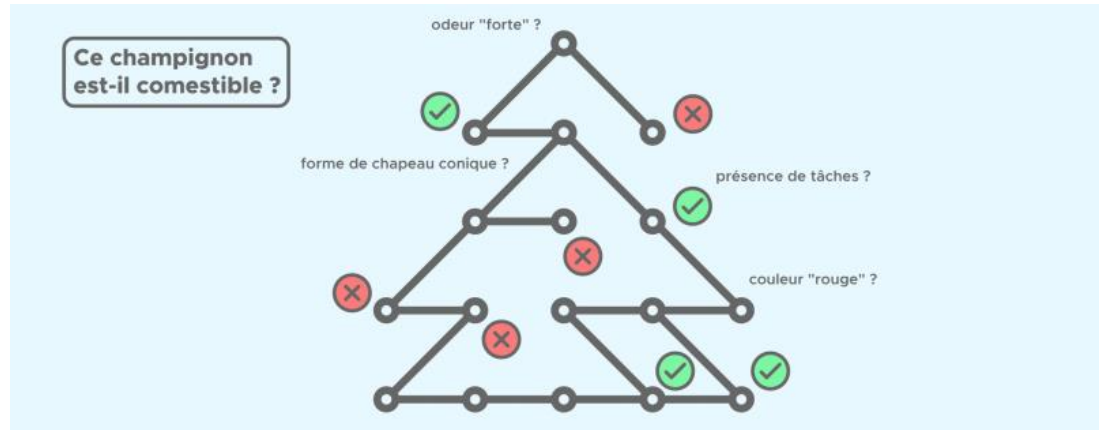 odeur "forte" ?
Ce champignon
est-il comestible ?
forme de chapeau conique ?
présence de tâches ?
couleur "rouge" ?